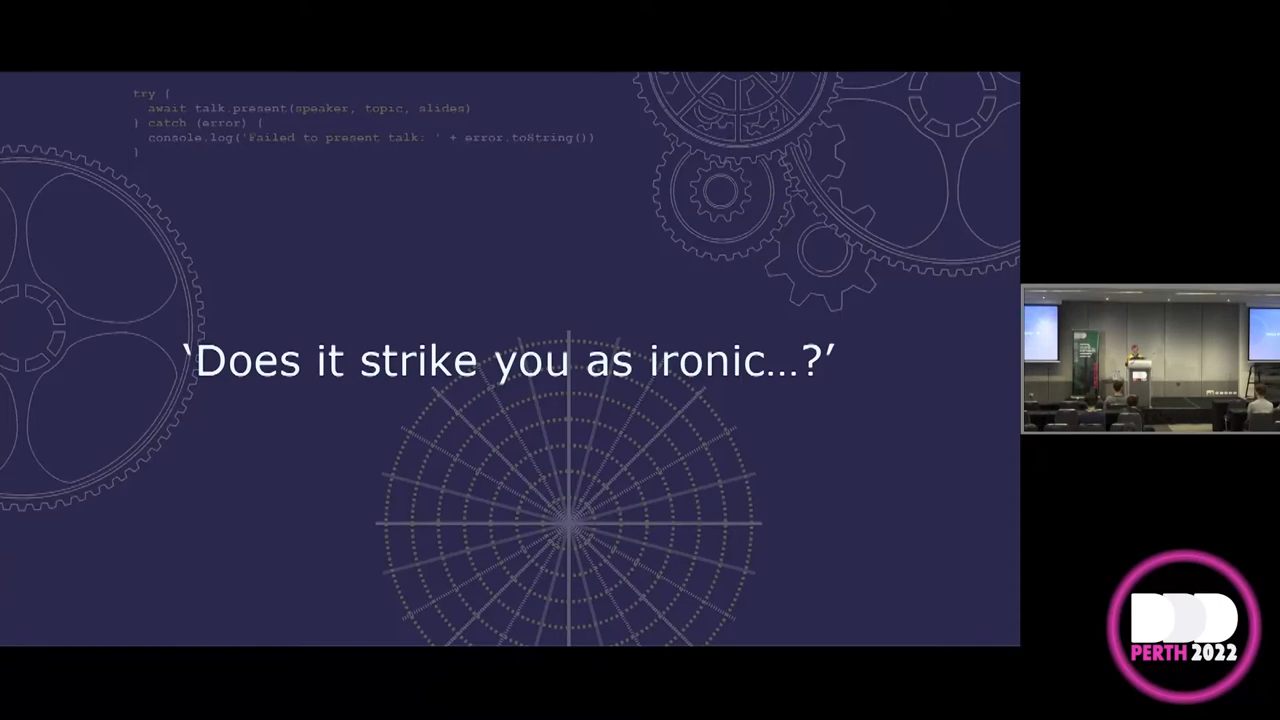 try {
await talk.present(speaker, topic, slides)
} catch (error) {
console.log('Failed to present talk: ' + error.toString())
}
‘Does it strike you as ironic…?’
DDD
PERTH 2022